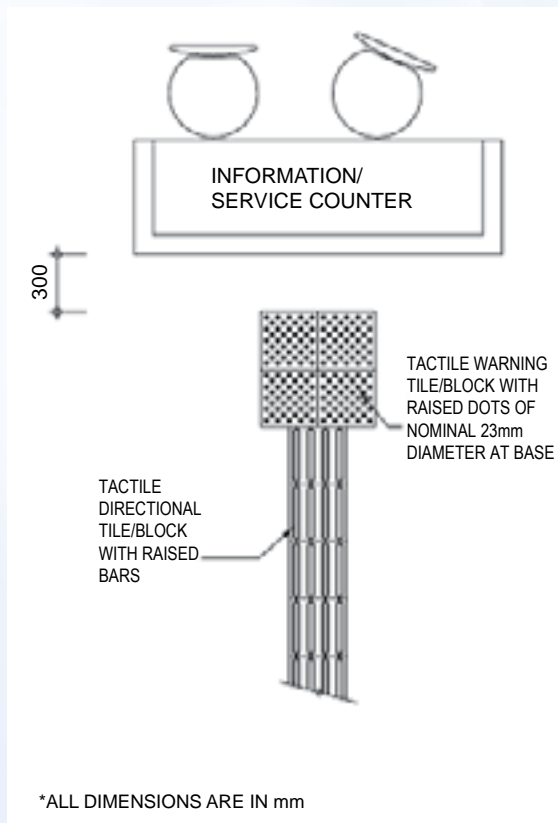 INFORMATION/
SERVICE COUNTER
300
TACTILE WARNING
TILE/BLOCK WITH
RAISED DOTS OF
NOMINAL 23mm
DIAMETER AT BASE
TACTILE
DIRECTIONAL
TILE/BLOCK
WITH RAISED
BARS
*ALL DIMENSIONS ARE IN mm